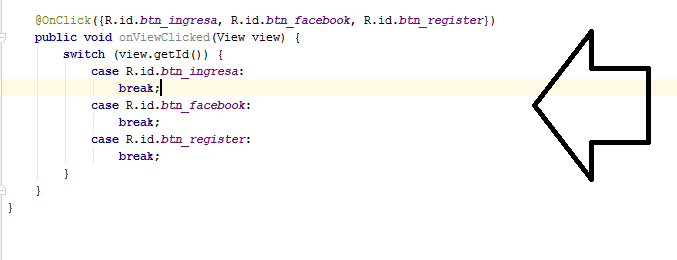 @OnClick({R.id.btn_ingresa, R.id.btn_facebook, R.id.btn_register})
public void onViewClicked(View view) {
switch (view.getId()) {
case R.id.btn_ingresa:
break;
case R.id.btn_facebook:
break;
case R.id.btn_register:
break;
}
}
}